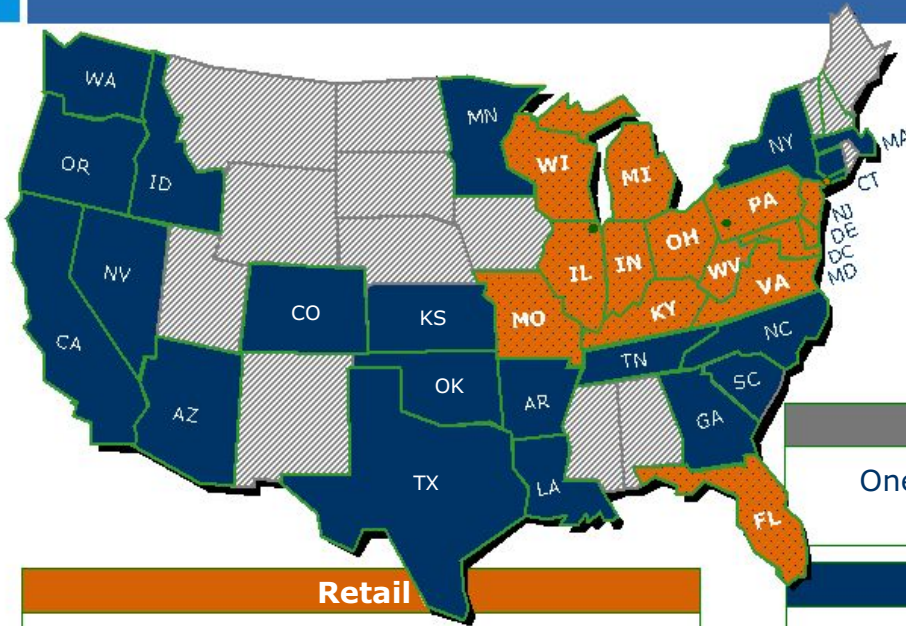 WA
MN
OR
ID
WI
MI
NY
MA
CT
NV
PA
NJ
DE
DC
MD
OH
IL
IN
WV
VA
CA
CO
KS
MO
KY
NC
TN
AZ
OK
AR
SC
GA
TX
LA
One
FL
Retail